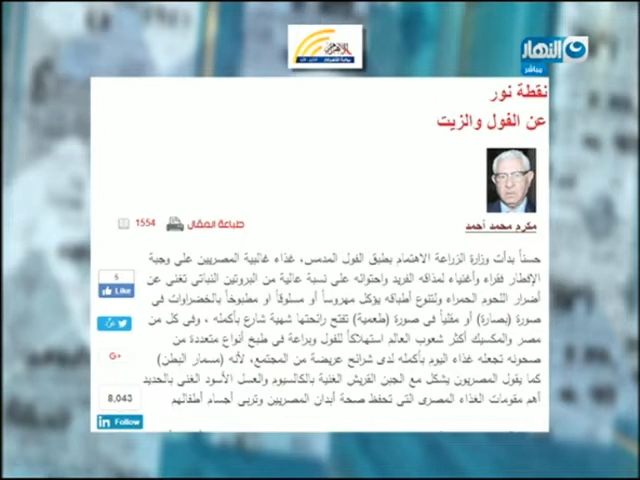 الأهرام
النهار
مباشر
نقطة نور
عن الفول والزيت
مكرم محمد أحمد
طباعة المقال
1554
حسناً بدأت وزارة الزراعة الاهتمام بطبق الفول المدمس، غذاء غالبية المصريين على وجبة
الإفطار فقراء وأغنياء لمذاقه الفريد واحتوائه على نسبة عالية من البروتين النباتى تغنى عن
أضرار اللحوم الحمراء ولتنوع أطباقه يؤكل مهروساً أو مسلوقاً او مطبوخاً بالخضراوات فى
صورة (بصارة) أو مقلياً فى صورة (طعمية) تفتح رائحتها شهية شارع بأكمله ، وفى كل من
مصر والمكسيك أكثر شعوب العالم استهلاكاً للفول وبراعة فى طبخ أنواع متعددة من
صحونه تجعله غذاء اليوم بأكمله لدى شرائح عريضة من المجتمع، لأنه (مسمار البطن)
كما يقول المصريون يشكل مع الجبن القريش الغنية بالكالسيوم والعسل الأسود الغنى بالحديد
أهم مقومات الغذاء المصرى التى تحفظ صحة أبدان المصريين وتربى أجسام أطفالهم
5
Like
غرّد
G+
8,043
in Follow